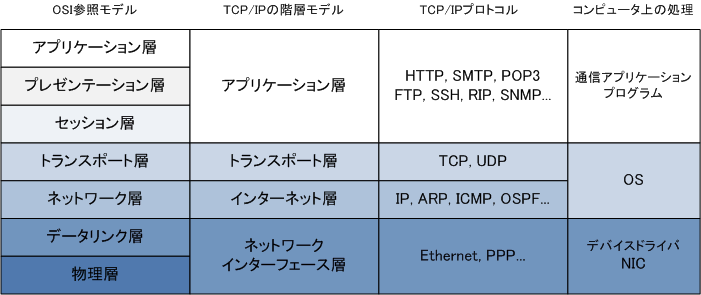 OSI参照モデル
TCP/IPの階層モデル
TCP/IPプロトコル
コンピュータ上の処理
アプリケーション層
プレゼンテーション層
セッション層
アプリケーション層
HTTP, SMTP, POP3
FTP, SSH, RIP, SNMP...
通信アプリケーション
プログラム
トランスポート層
トランスポート層
TCP, UDP
OS
ネットワーク層
インターネット層
IP, ARP, ICMP, OSPF...
データリンク層
物理層
ネットワーク
インターフェース層
Ethernet, PPP...
デバイスドライバ
NIC